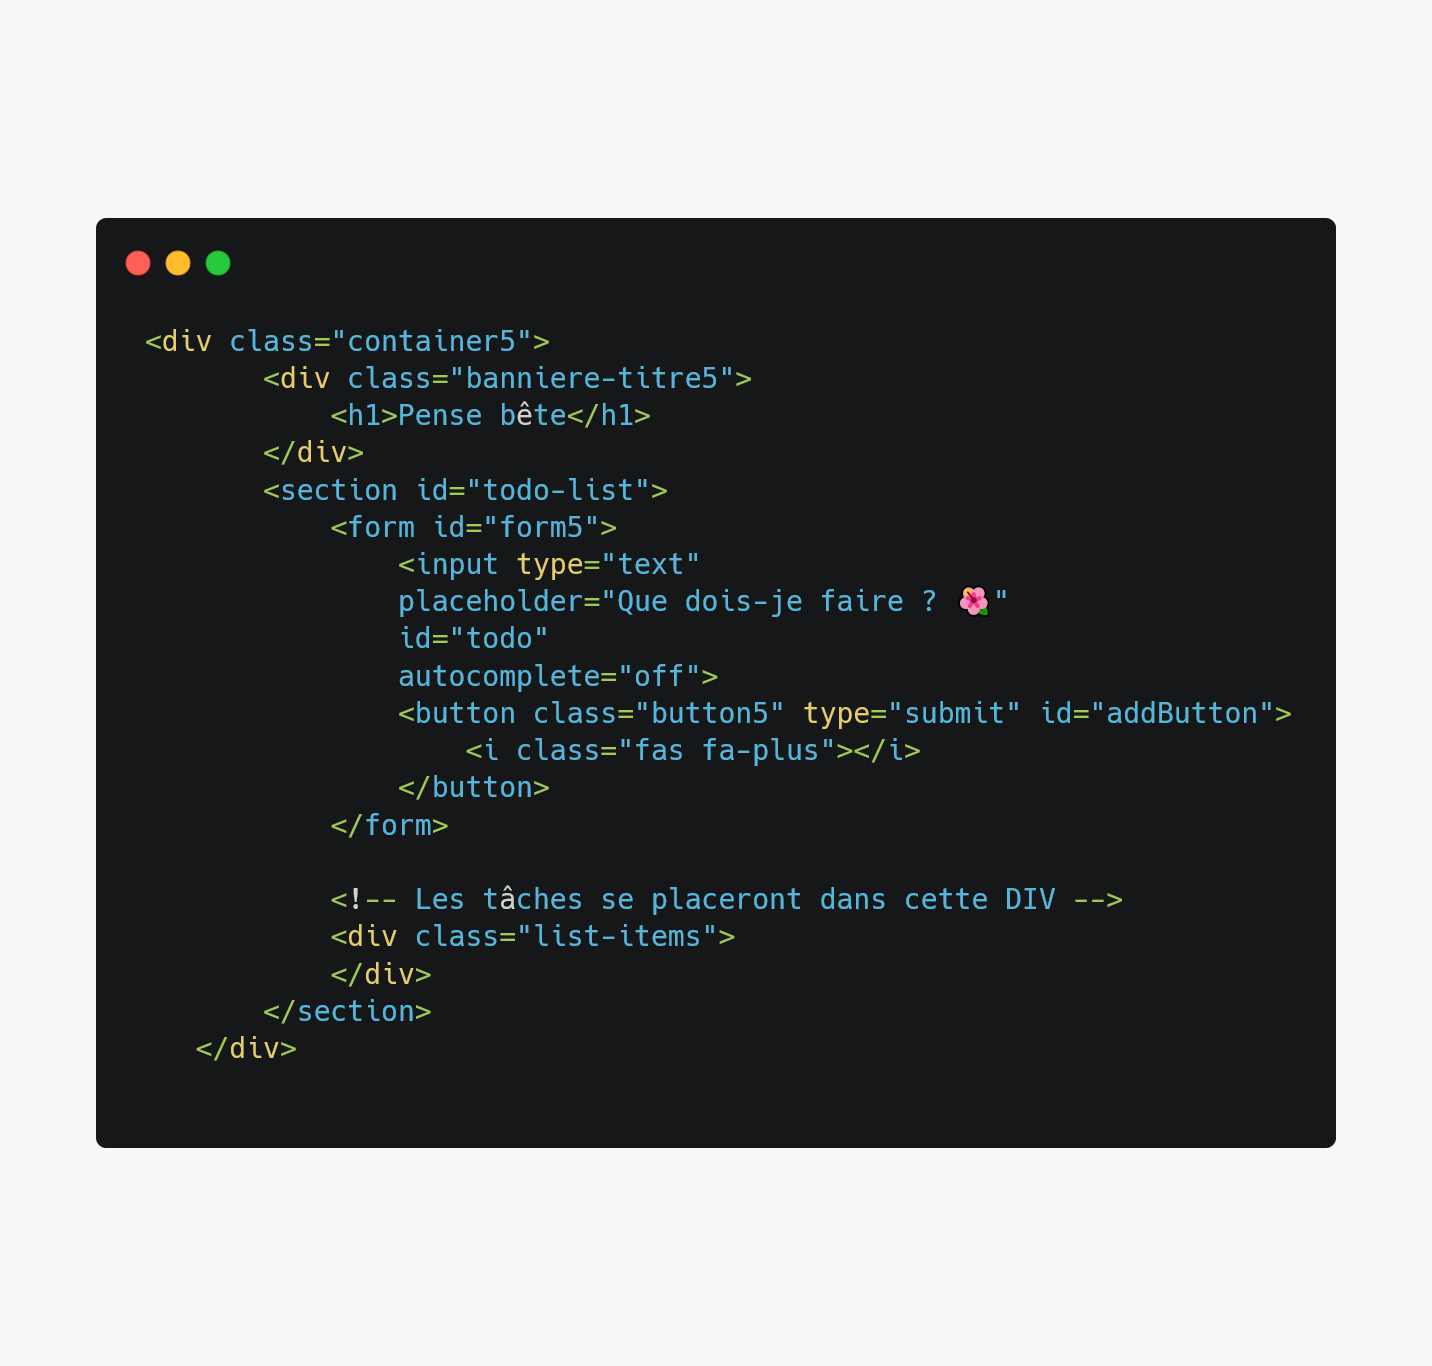 <div class="container5">
<div class="banniere-titre5">
<h1>Pense bête</h1>
</div>
<section id="todo-list">
<form id="form5">
<input type="text"
placeholder="Que dois-je faire ? 🌺"
id="todo"
autocomplete="off">
<button class="button5" type="submit" id="addButton">
<i class="fas fa-plus"></i>
</button>
</form>
<!-- Les tâches se placeront dans cette DIV -->
<div class="list-items">
</div>
</section>
</div>